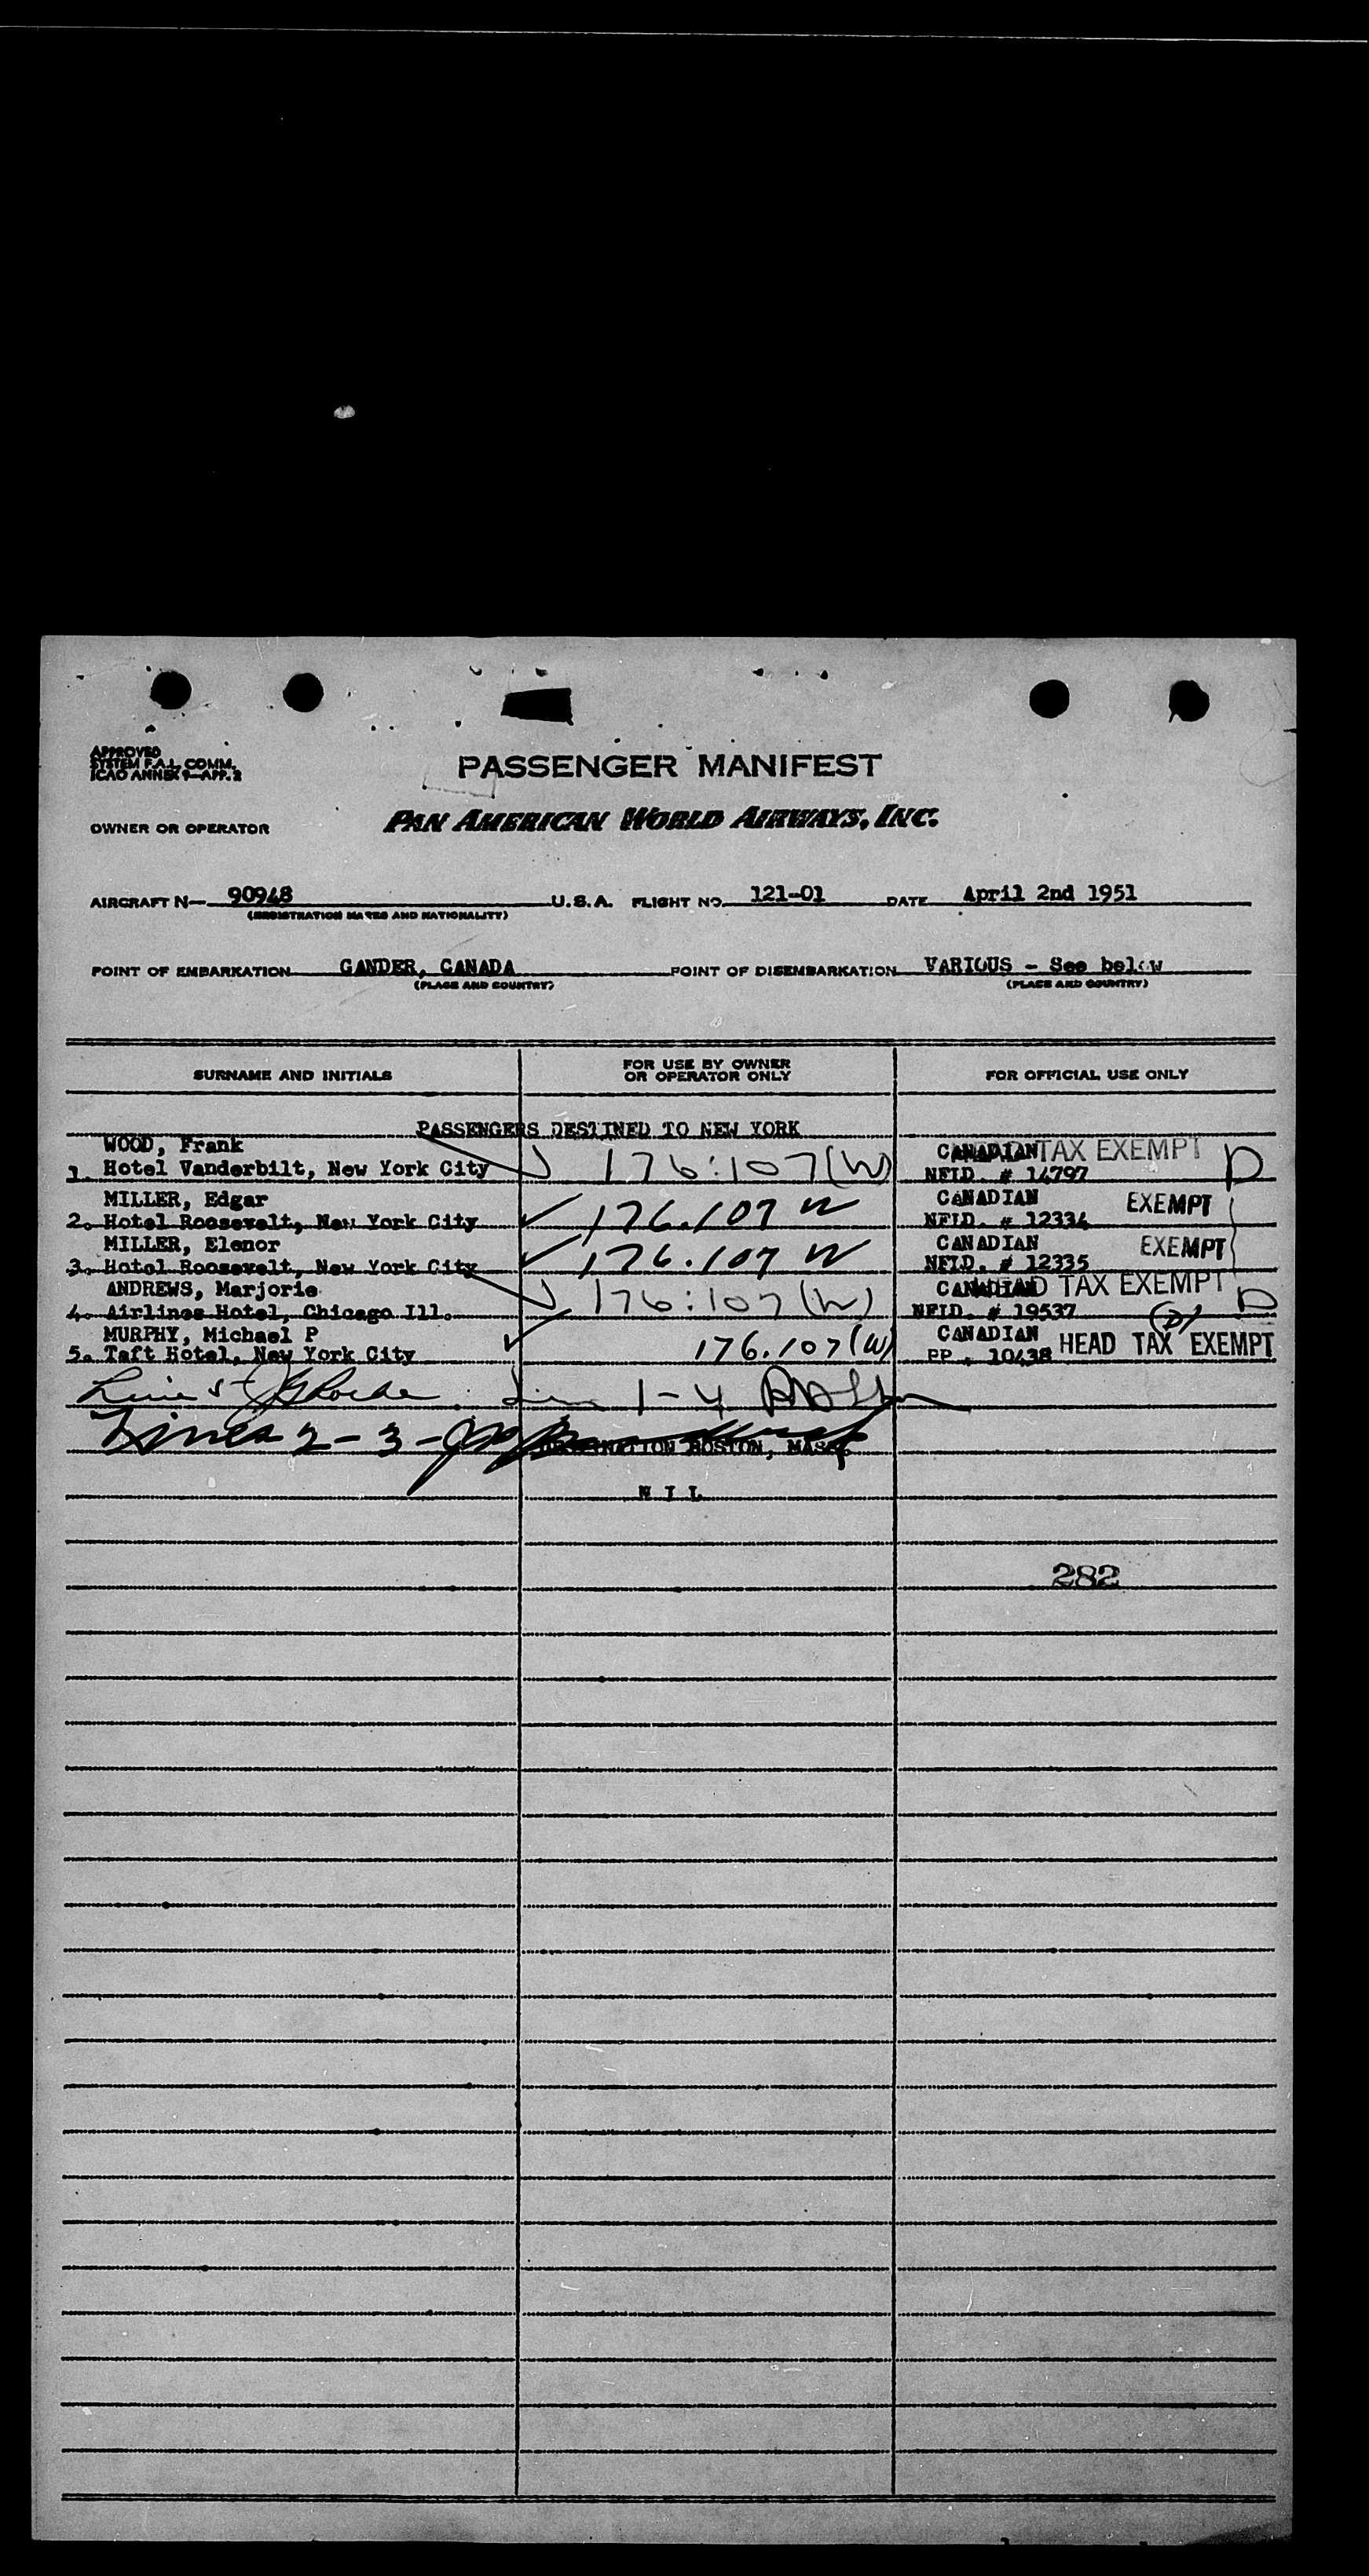 APPROVED
SYSTEM F.A.L. COMM.
ICAO ANNEX 9—APP. 2
PASSENGER MANIFEST
OWNER OR OPERATOR PAN AMERICAN WORLD AIRWAYS, INC.
AIRCRAFT N— 90948 U.S.A. FLIGHT NO. 121-01 DATE April 2nd 1951
(REGISTRATION MARKS AND NATIONALITY)
POINT OF EMBARKATION GANDER, CANADA POINT OF DISEMBARKATION VARIOUS - See below
(PLACE AND COUNTRY) (PLACE AND COUNTRY)
SURNAME AND INITIALS FOR USE BY OWNER OR OPERATOR ONLY FOR OFFICIAL USE ONLY
PASSENGERS DESTINED TO NEW YORK
WOOD, Frank CANADIAN TAX EXEMPT
1. Hotel Vanderbilt, New York City 176:107(W) NFLD. # 14797 D
MILLER, Edgar CANADIAN EXEMPT
2. Hotel Roosevelt, New York City ✓ 176.107 W NFLD. # 12334
MILLER, Elenor CANADIAN EXEMPT
3. Hotel Roosevelt, New York City ✓ 176.107 W NFLD. # 12335
ANDREWS, Marjorie CANADIAN TAX EXEMPT
4. Airlines Hotel, Chicago Ill. 176:107(W) NFLD. # 19537 D
MURPHY, Michael P CANADIAN (D)
5. Taft Hotel, New York City ✓ 176.107(W) PP. 10438 HEAD TAX EXEMPT
Line 5 1-4
Lines 2-3-
DESTINATION BOSTON, MASS
N I L
282